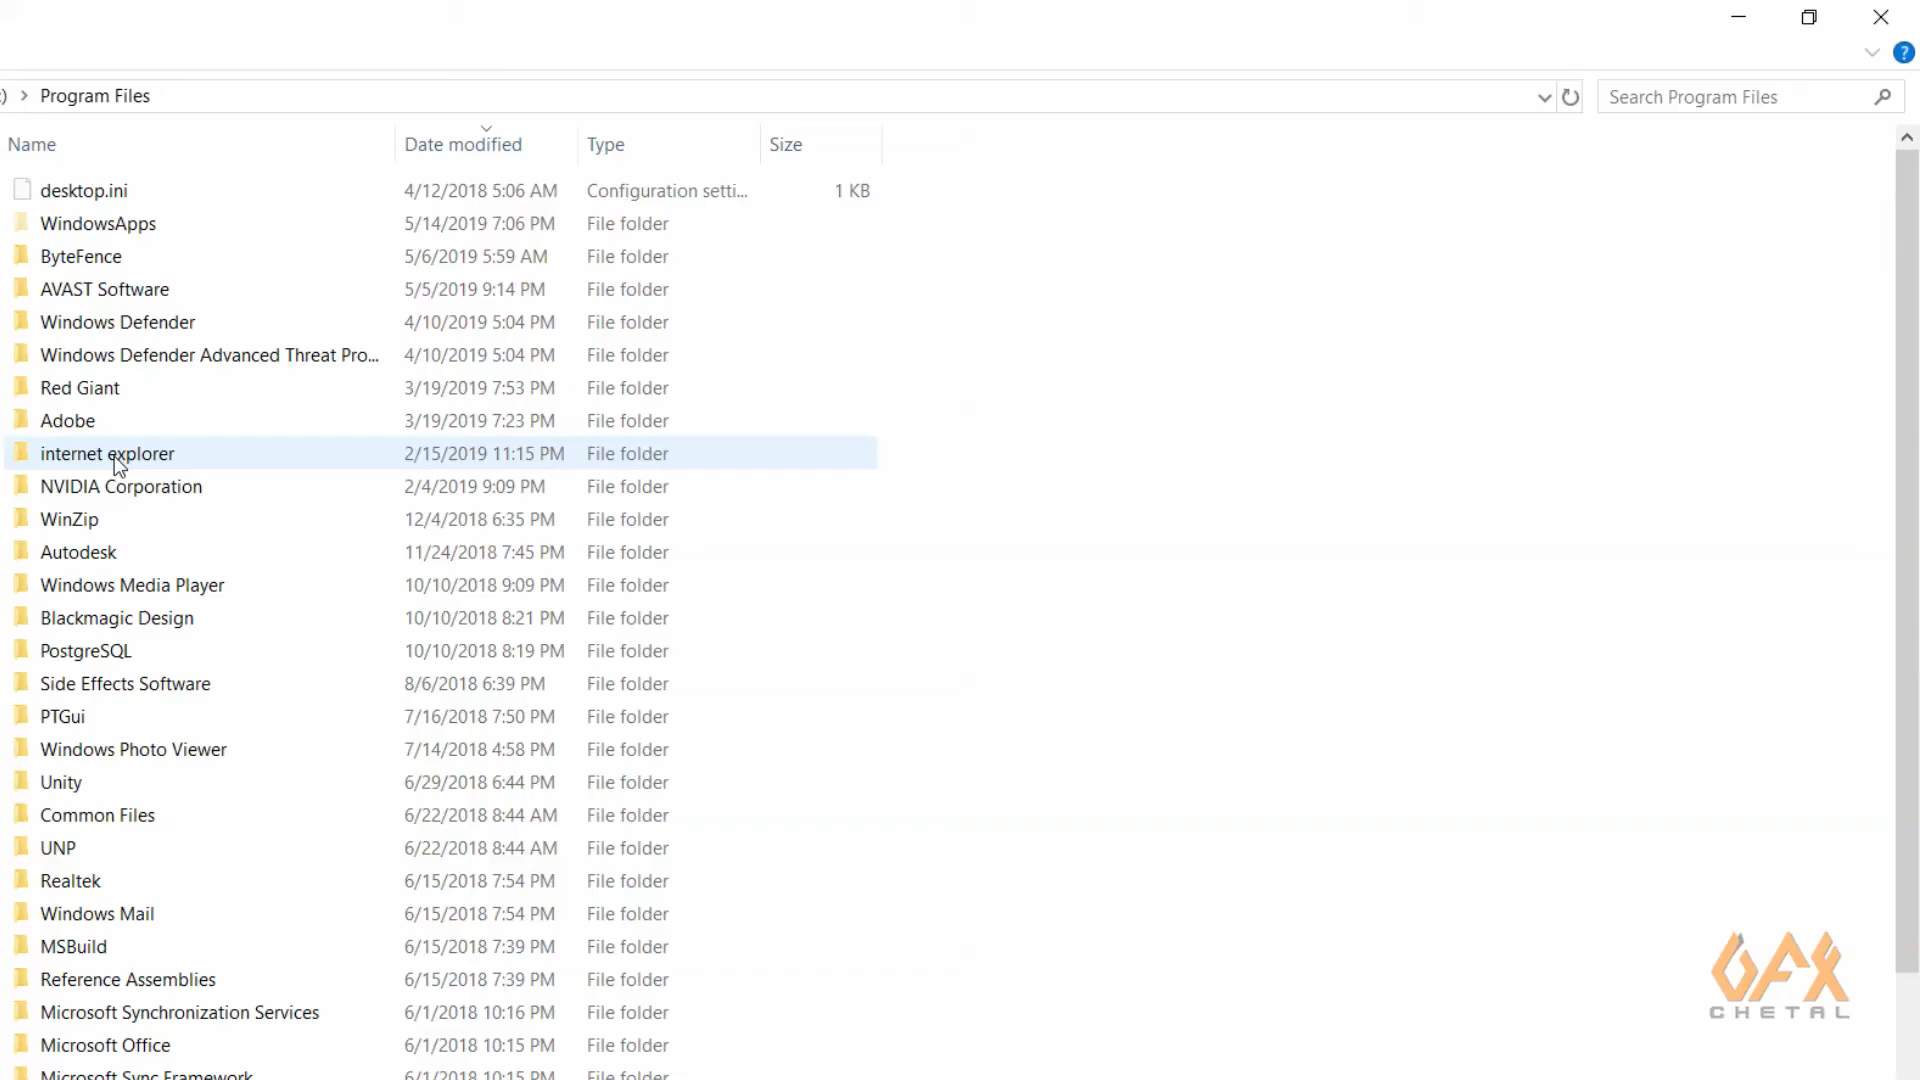 :) > Program Files
Search Program Files
Name Date modified Type Size
desktop.ini 4/12/2018 5:06 AM Configuration setti... 1 KB
WindowsApps 5/14/2019 7:06 PM File folder
ByteFence 5/6/2019 5:59 AM File folder
AVAST Software 5/5/2019 9:14 PM File folder
Windows Defender 4/10/2019 5:04 PM File folder
Windows Defender Advanced Threat Pro... 4/10/2019 5:04 PM File folder
Red Giant 3/19/2019 7:53 PM File folder
Adobe 3/19/2019 7:23 PM File folder
internet explorer 2/15/2019 11:15 PM File folder
NVIDIA Corporation 2/4/2019 9:09 PM File folder
WinZip 12/4/2018 6:35 PM File folder
Autodesk 11/24/2018 7:45 PM File folder
Windows Media Player 10/10/2018 9:09 PM File folder
Blackmagic Design 10/10/2018 8:21 PM File folder
PostgreSQL 10/10/2018 8:19 PM File folder
Side Effects Software 8/6/2018 6:39 PM File folder
PTGui 7/16/2018 7:50 PM File folder
Windows Photo Viewer 7/14/2018 4:58 PM File folder
Unity 6/29/2018 6:44 PM File folder
Common Files 6/22/2018 8:44 AM File folder
UNP 6/22/2018 8:44 AM File folder
Realtek 6/15/2018 7:54 PM File folder
Windows Mail 6/15/2018 7:54 PM File folder
MSBuild 6/15/2018 7:39 PM File folder
Reference Assemblies 6/15/2018 7:39 PM File folder
Microsoft Synchronization Services 6/1/2018 10:16 PM File folder
Microsoft Office 6/1/2018 10:15 PM File folder
Microsoft Sync Framework 6/1/2018 10:15 PM File folder
GFX
CHETAL